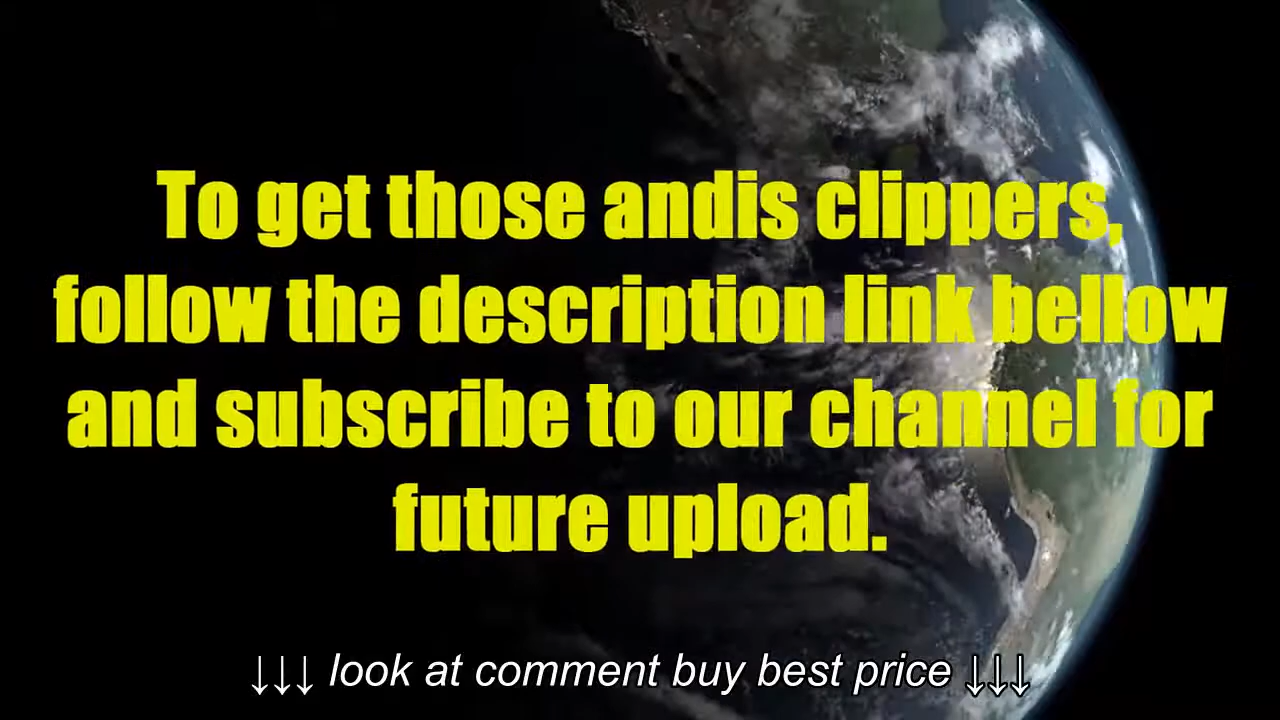 To get those andis clippers,
follow the description link bellow
and subscribe to our channel for
future upload.
↓↓↓ look at comment buy best price ↓↓↓